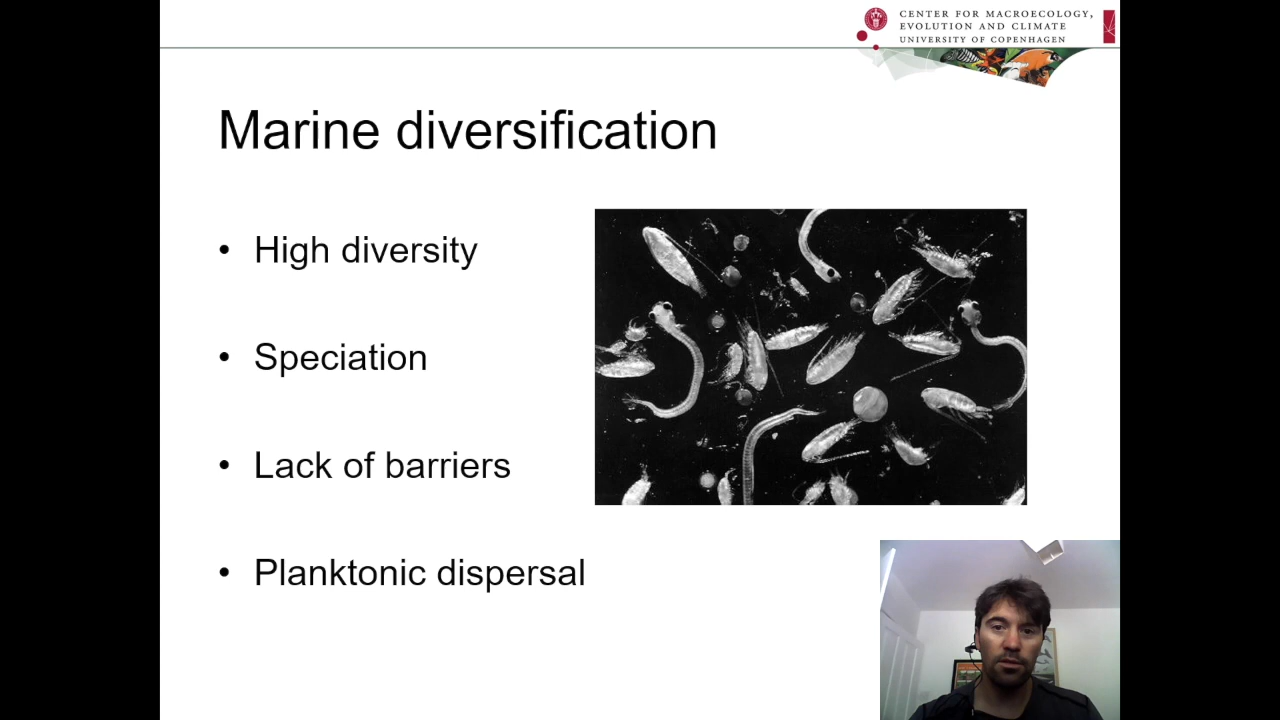 CENTER FOR MACROECOLOGY,
EVOLUTION AND CLIMATE
UNIVERSITY OF COPENHAGEN
Marine diversification
• High diversity
• Speciation
• Lack of barriers
• Planktonic dispersal